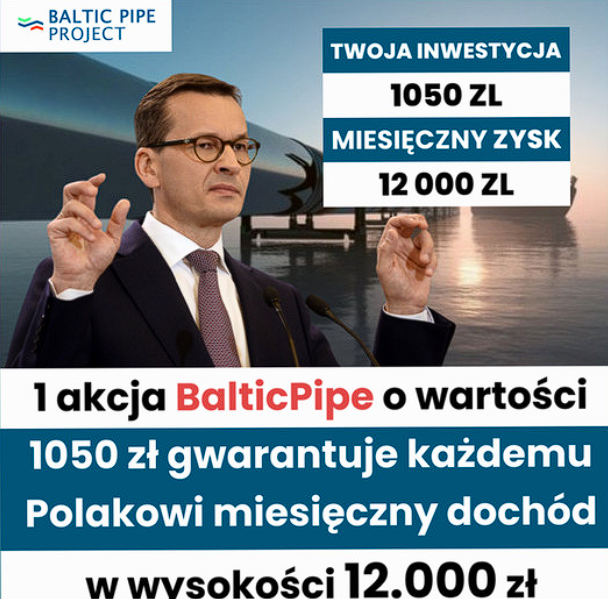 BALTIC PIPE
PROJECT
TWOJA INWESTYCJA
1050 ZL
MIESIĘCZNY ZYSK
12 000 ZL
1 akcja BalticPipe o wartości
1050 zł gwarantuje każdemu
Polakowi miesięczny dochód
w wysokości 12.000 zł